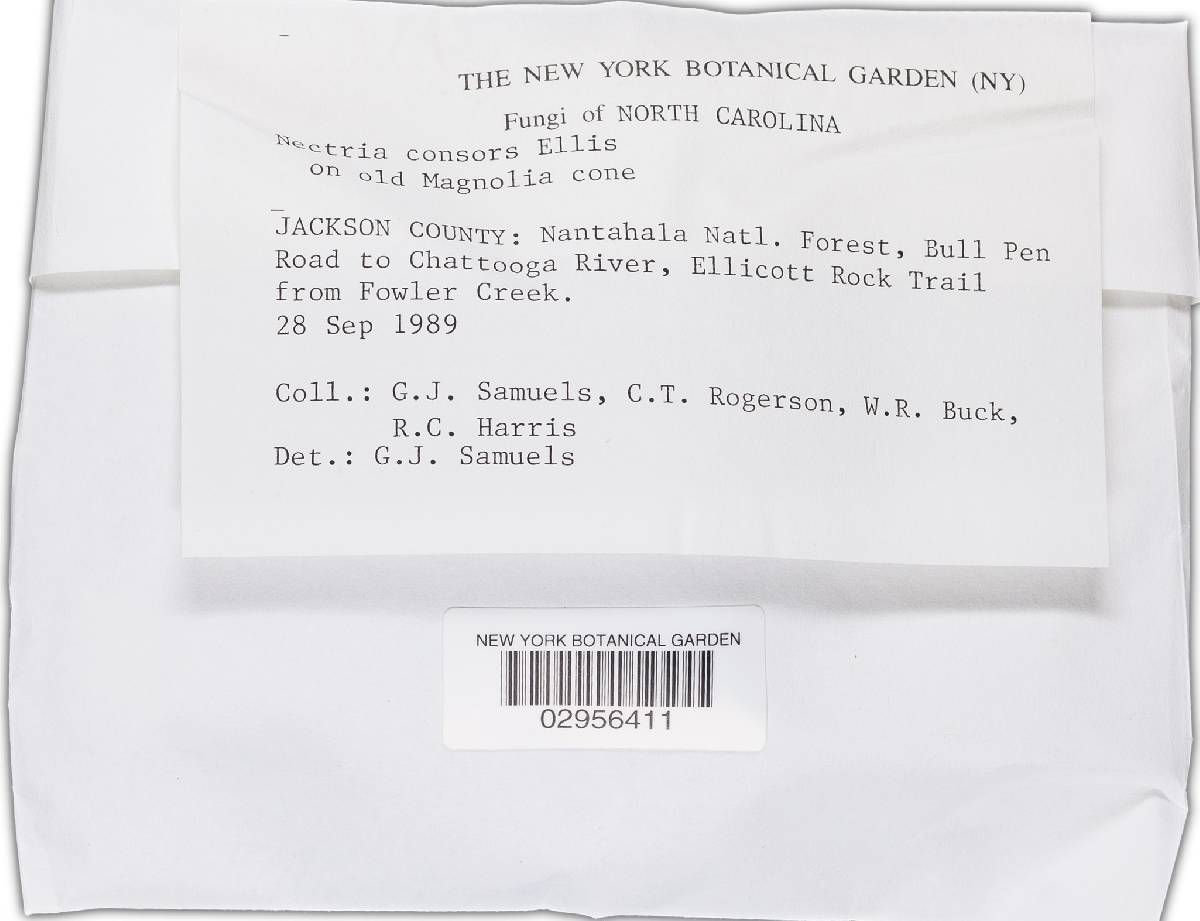 THE NEW YORK BOTANICAL GARDEN (NY)
Fungi of NORTH CAROLINA
Nectria consors Ellis
on old Magnolia cone
JACKSON COUNTY: Nantahala Natl. Forest, Bull Pen
Road to Chattooga River, Ellicott Rock Trail
from Fowler Creek.
28 Sep 1989
Coll.: G.J. Samuels, C.T. Rogerson, W.R. Buck,
R.C. Harris
Det.: G.J. Samuels
NEW YORK BOTANICAL GARDEN
02956411